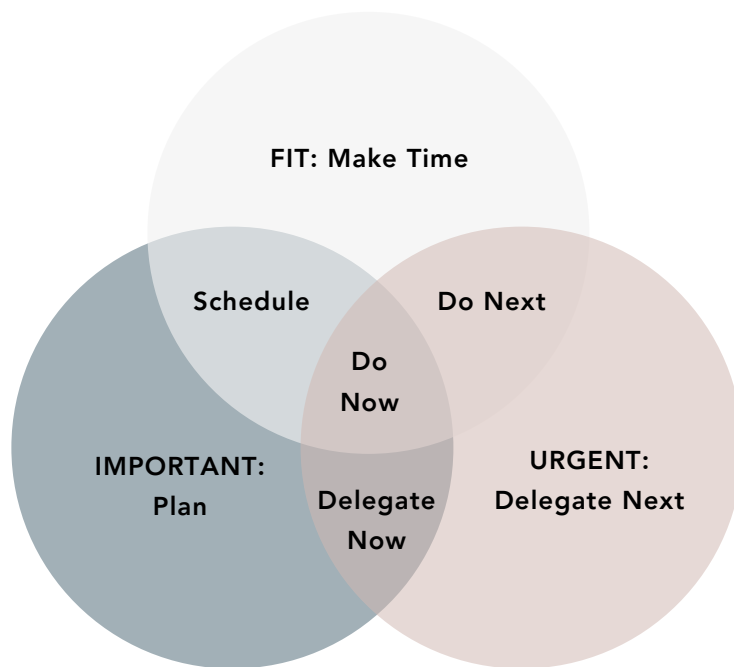 FIT: Make Time
Schedule
Do Next
Do
Now
IMPORTANT:
Plan
URGENT:
Delegate Next
Delegate
Now